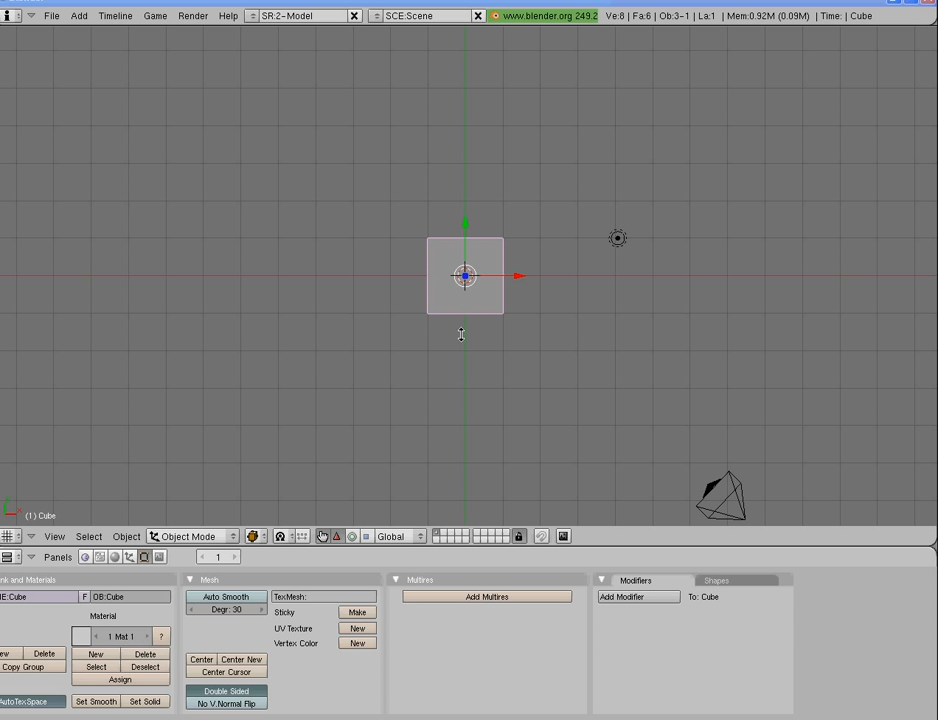 File Add Timeline Game Render Help SR:2-Model SCE:Scene www.blender.org 249.2 Ve:8 | Fa:6 | Ob:3-1 | La:1 | Mem:0.92M (0.09M) | Time: | Cube
(1) Cube
View Select Object Object Mode Global
Panels 1
nk and Materials Mesh Multires Modifiers Shapes
E:Cube F OB:Cube Auto Smooth TexMesh: Add Multires Add Modifier To: Cube
Degr: 30
Material Sticky Make
1 Mat 1 ? UV Texture New
Vertex Color New
ew Delete New Delete Center Center New
Copy Group Select Deselect Center Cursor
Assign
Double Sided
AutoTexSpace Set Smooth Set Solid No V.Normal Flip